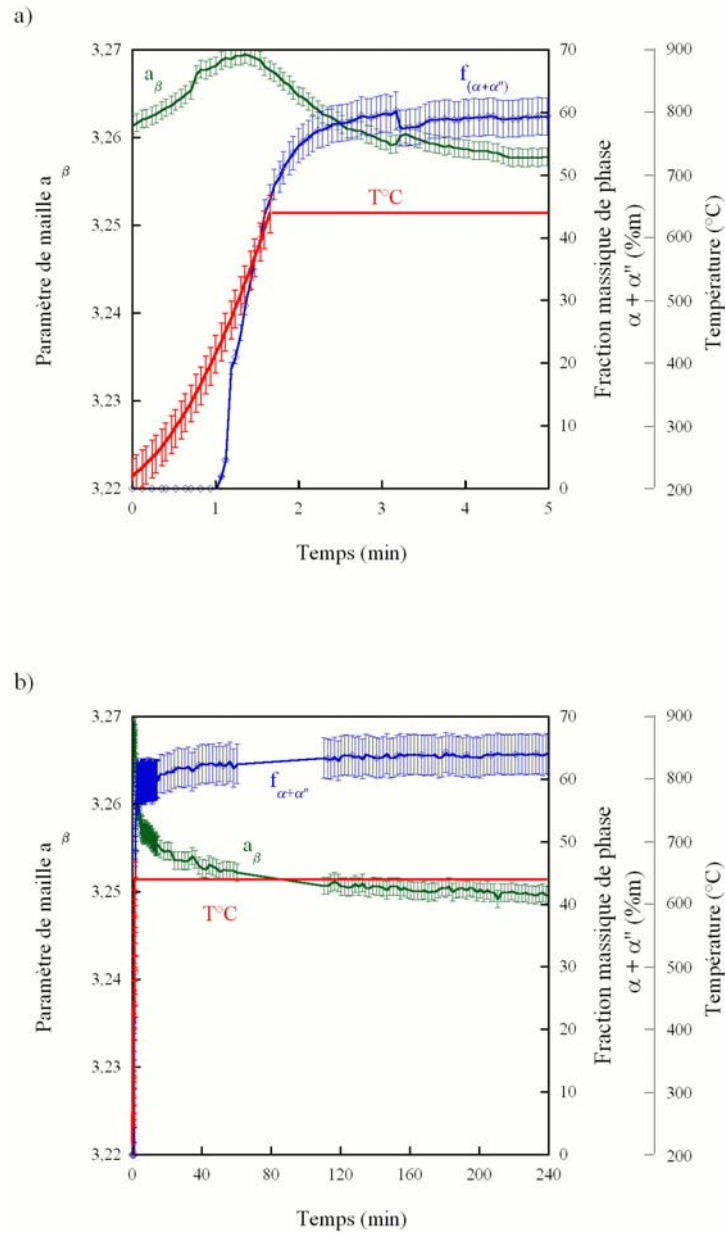 a)
3,27
3,26
3,25
3,24
3,23
3,22
Paramètre de maille a β
a β
f (α+α")
T°C
70
60
50
40
30
20
10
0
Fraction massique de phase
α + α" (%m)
900
800
700
600
500
400
300
200
Température (°C)
0 1 2 3 4 5
Temps (min)
b)
3,27
3,26
3,25
3,24
3,23
3,22
Paramètre de maille a β
f α+α"
a β
T°C
70
60
50
40
30
20
10
0
Fraction massique de phase
α + α" (%m)
900
800
700
600
500
400
300
200
Température (°C)
0 40 80 120 160 200 240
Temps (min)